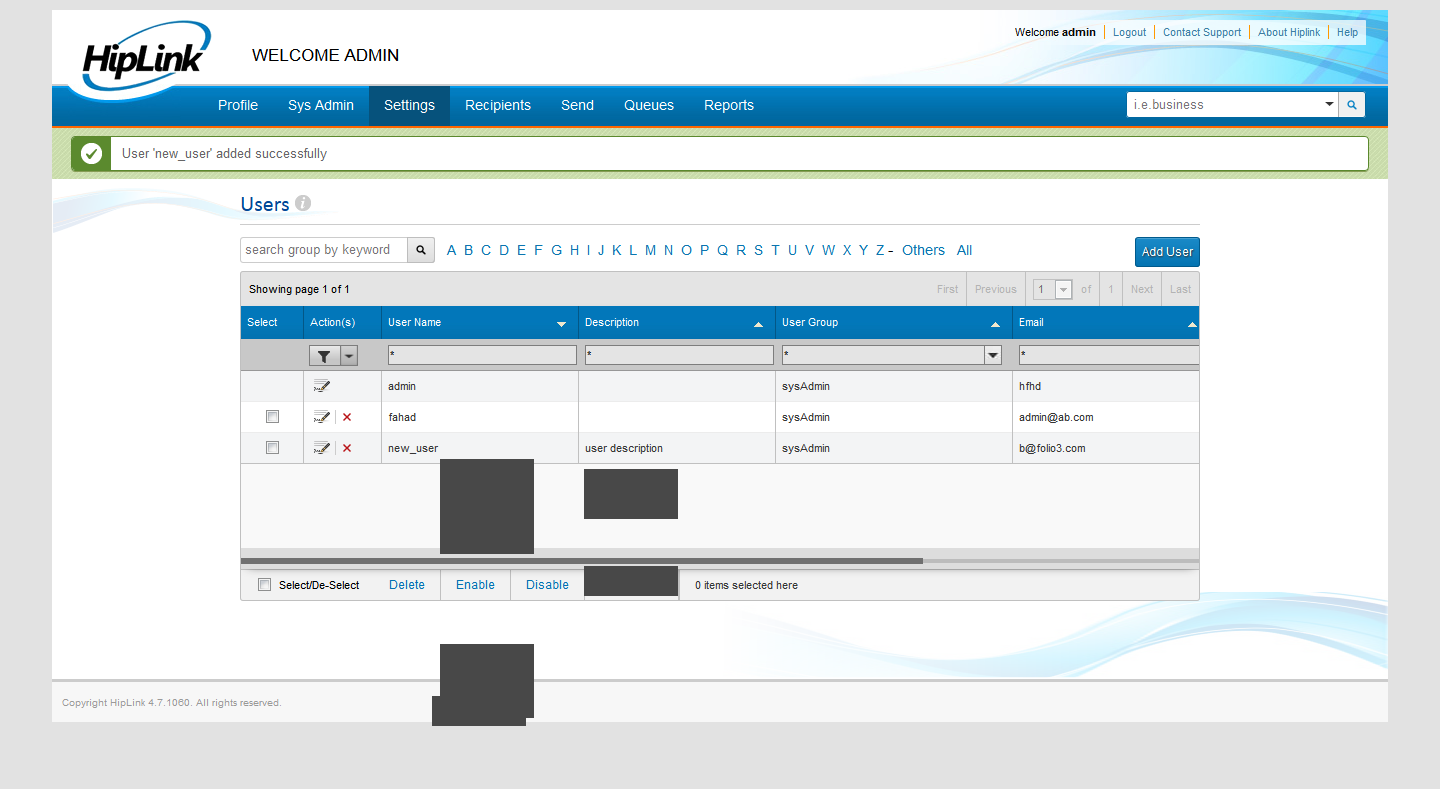 HipLink
WELCOME ADMIN
Welcome admin Logout Contact Support About Hiplink Help
Profile Sys Admin Settings Recipients Send Queues Reports i.e.business
User 'new_user' added successfully
Users i
search group by keyword A B C D E F G H I J K L M N O P Q R S T U V W X Y Z - Others All Add User
Showing page 1 of 1 First Previous 1 of 1 Next Last
Select Action(s) User Name Description User Group Email
* * * *
admin sysAdmin hfhd
fahad sysAdmin admin@ab.com
new_user user description sysAdmin b@folio3.com
Select/De-Select Delete Enable Disable 0 items selected here
Copyright HipLink 4.7.1060. All rights reserved.